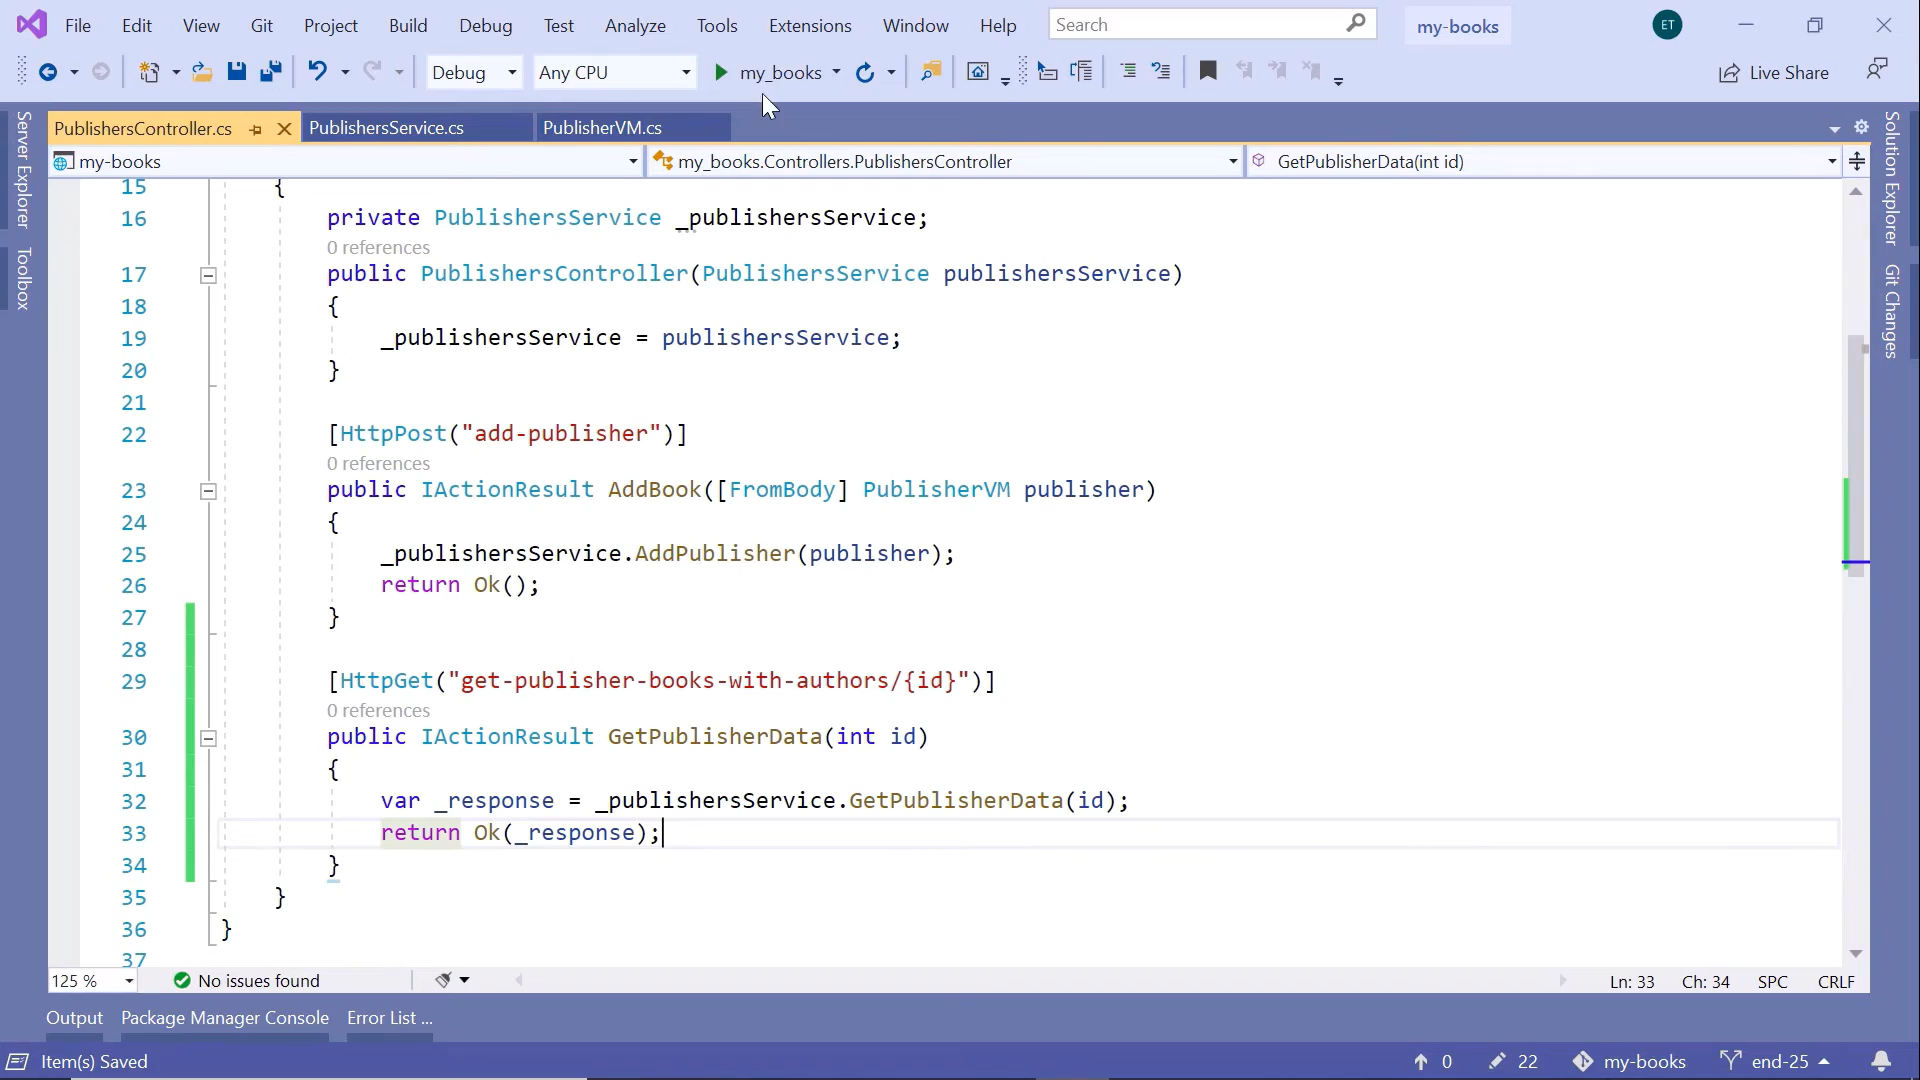 File Edit View Git Project Build Debug Test Analyze Tools Extensions Window Help Search my-books ET
Debug Any CPU my_books Live Share
PublishersController.cs PublishersService.cs PublisherVM.cs
my-books my_books.Controllers.PublishersController GetPublisherData(int id)
Server Explorer
Toolbox
Solution Explorer
Git Changes
15 {
16 private PublishersService _publishersService;
0 references
17 public PublishersController(PublishersService publishersService)
18 {
19 _publishersService = publishersService;
20 }
21
22 [HttpPost("add-publisher")]
0 references
23 public IActionResult AddBook([FromBody] PublisherVM publisher)
24 {
25 _publishersService.AddPublisher(publisher);
26 return Ok();
27 }
28
29 [HttpGet("get-publisher-books-with-authors/{id}")]
0 references
30 public IActionResult GetPublisherData(int id)
31 {
32 var _response = _publishersService.GetPublisherData(id);
33 return Ok(_response);
34 }
35 }
36 }
37
125 % No issues found Ln: 33 Ch: 34 SPC CRLF
Output Package Manager Console Error List ...
Item(s) Saved 0 22 my-books end-25